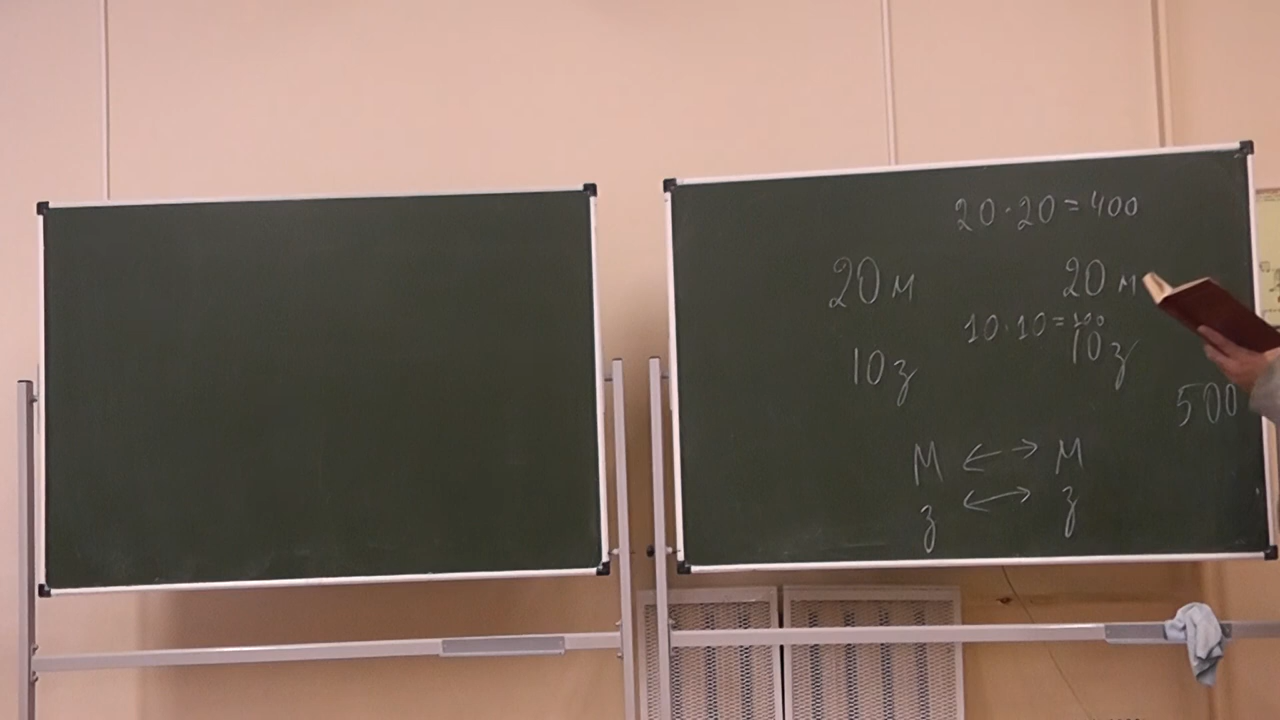 20·20=400
20 м 20 м
10·10=100
10 з 10 з
500
М ↔ М
з ↔ з